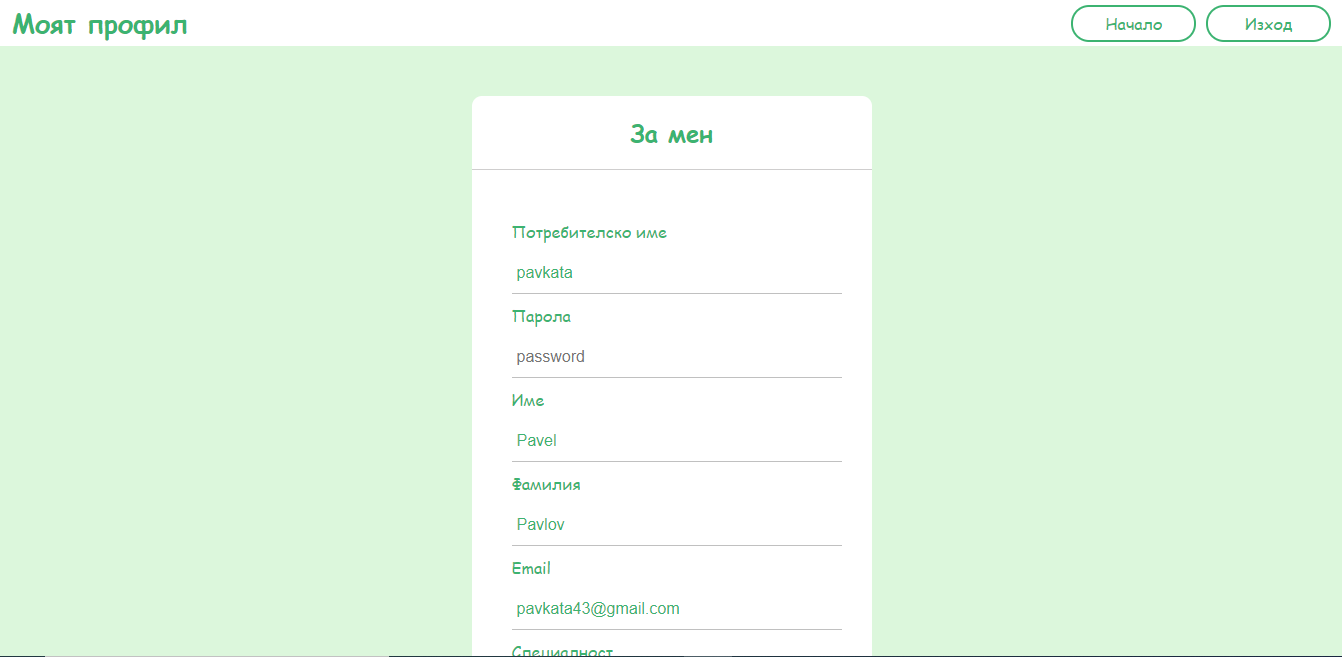 Моят профил
Начало
Изход
За мен
Потребителско име
pavkata
Парола
password
Име
Pavel
Фамилия
Pavlov
Email
pavkata43@gmail.com
Специалност